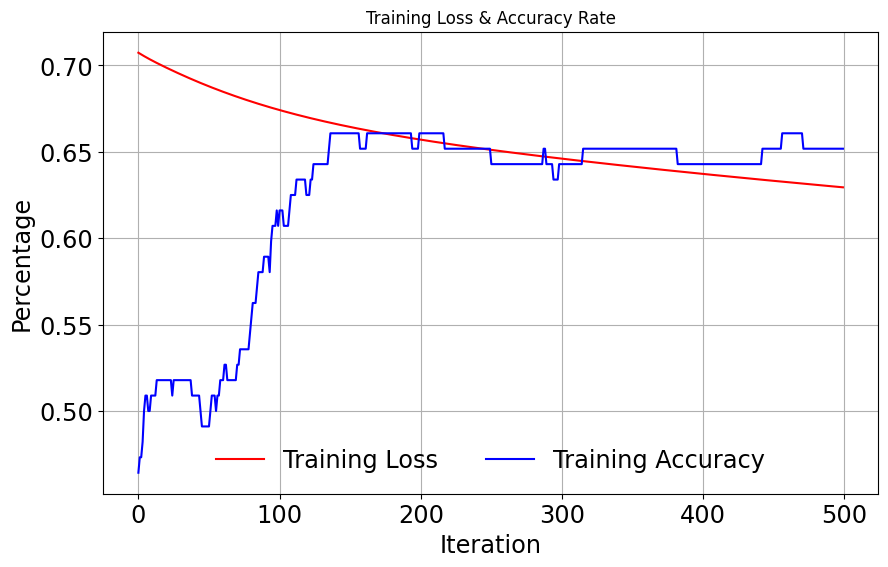 Training Loss & Accuracy Rate
Percentage
0.70
0.65
0.60
0.55
0.50
Training Loss
Training Accuracy
0 100 200 300 400 500
Iteration